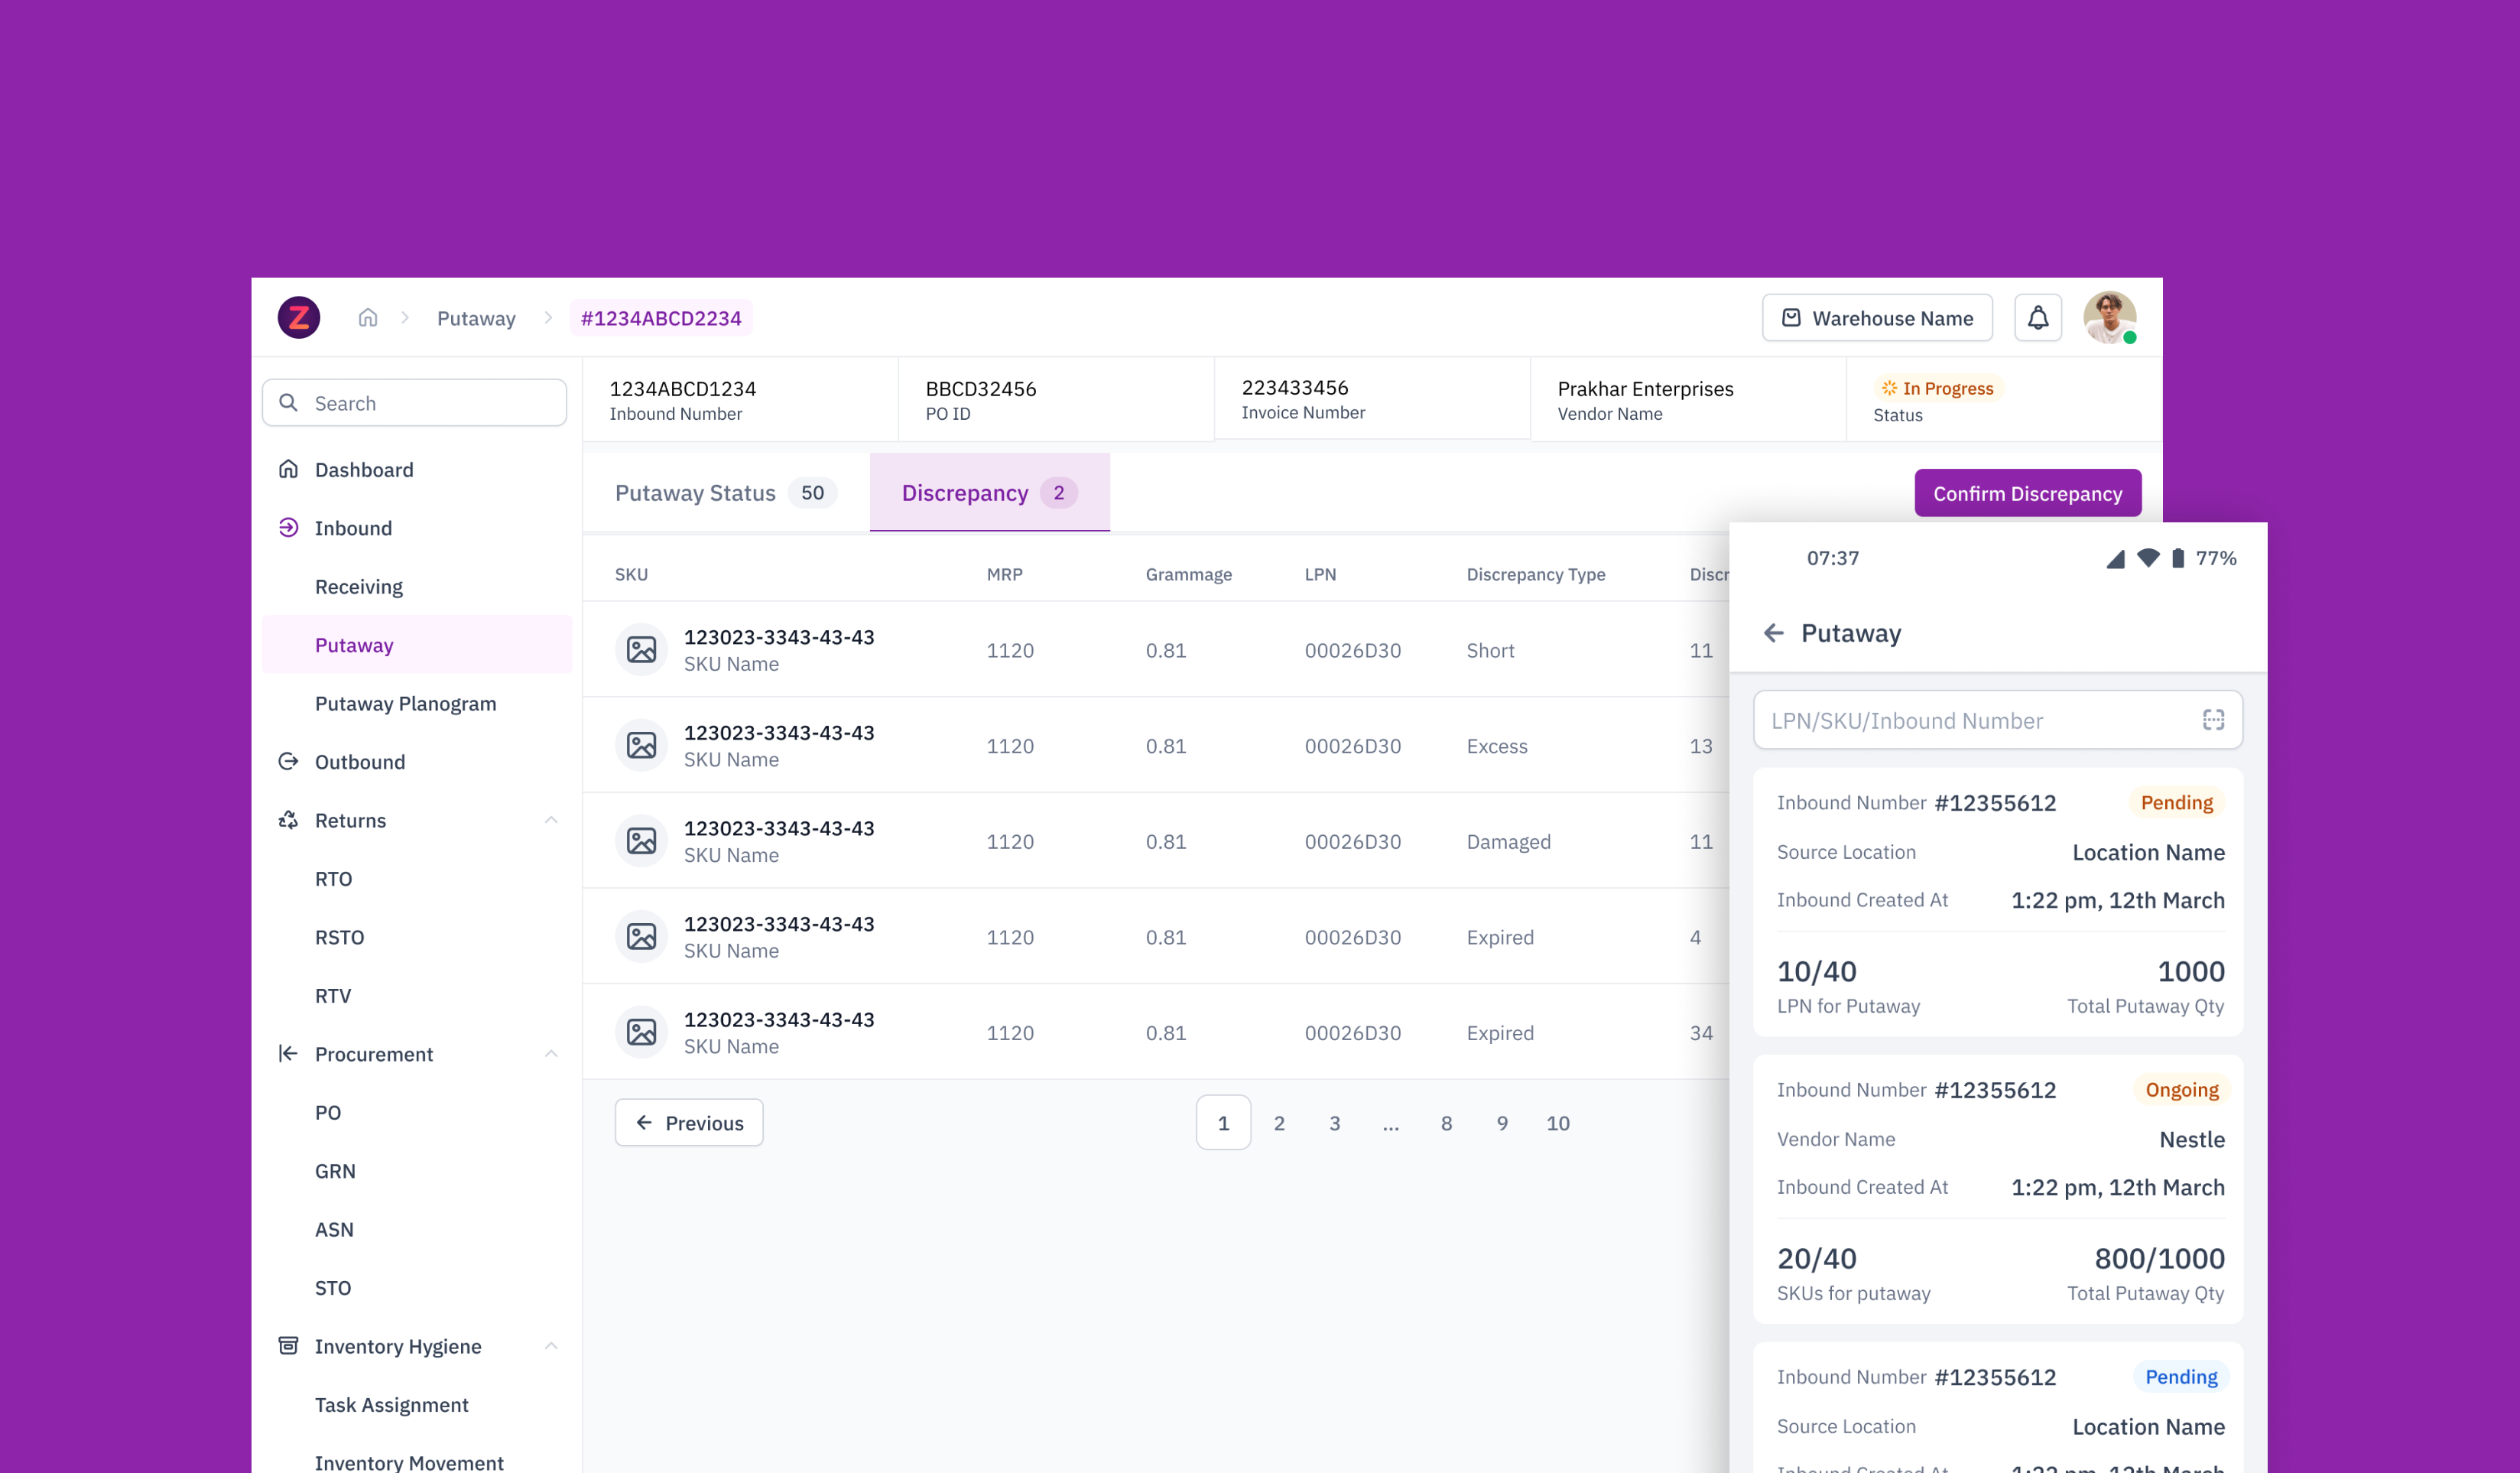 Z
Putaway
#1234ABCD2234
Warehouse Name
Search
Dashboard
Inbound
Receiving
Putaway
Putaway Planogram
Outbound
Returns
RTO
RSTO
RTV
Procurement
PO
GRN
ASN
STO
Inventory Hygiene
Task Assignment
Inventory Movement
1234ABCD1234
Inbound Number
BBCD32456
PO ID
223433456
Invoice Number
Prakhar Enterprises
Vendor Name
In Progress
Status
Putaway Status 50
Discrepancy 2
Confirm Discrepancy
SKU MRP Grammage LPN Discrepancy Type Discr
123023-3343-43-43
SKU Name
1120 0.81 00026D30 Short 11
123023-3343-43-43
SKU Name
1120 0.81 00026D30 Excess 13
123023-3343-43-43
SKU Name
1120 0.81 00026D30 Damaged 11
123023-3343-43-43
SKU Name
1120 0.81 00026D30 Expired 4
123023-3343-43-43
SKU Name
1120 0.81 00026D30 Expired 34
Previous
1 2 3 ... 8 9 10
07:37 77%
Putaway
LPN/SKU/Inbound Number
Inbound Number #12355612 Pending
Source Location Location Name
Inbound Created At 1:22 pm, 12th March
10/40 1000
LPN for Putaway Total Putaway Qty
Inbound Number #12355612 Ongoing
Vendor Name Nestle
Inbound Created At 1:22 pm, 12th March
20/40 800/1000
SKUs for putaway Total Putaway Qty
Inbound Number #12355612 Pending
Source Location Location Name
Inbound Created At 1:22 pm, 12th March